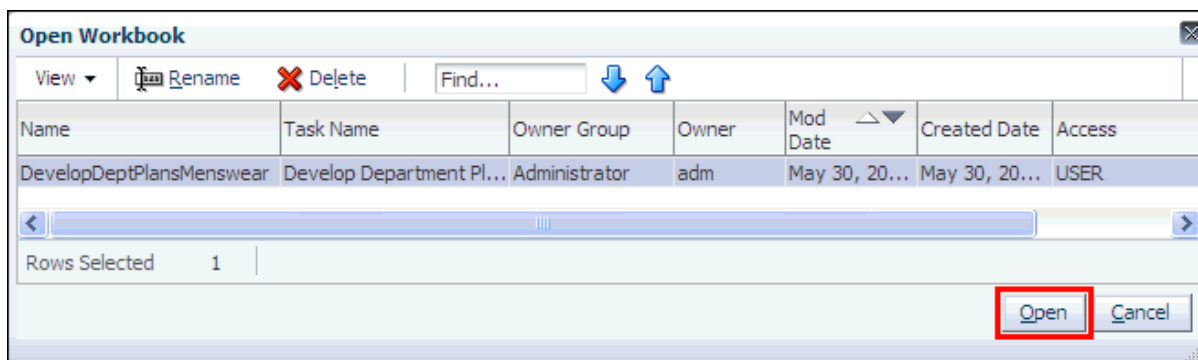 Open Workbook
View Rename Delete Find...
Name Task Name Owner Group Owner Mod Date Created Date Access
DevelopDeptPlansMenswear Develop Department Pl... Administrator adm May 30, 20... May 30, 20... USER
Rows Selected 1
Open Cancel